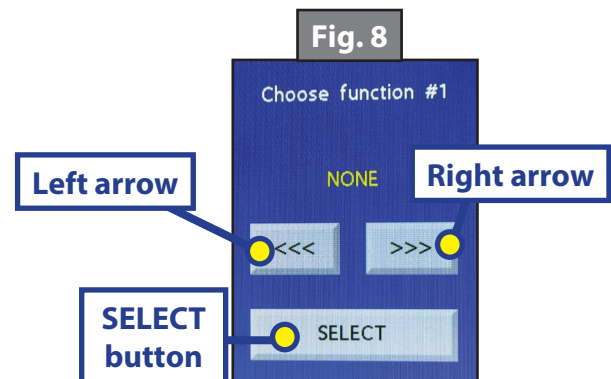 Fig. 8
Choose function #1
NONE
Left arrow
Right arrow
<<<
>>>
SELECT
button
SELECT